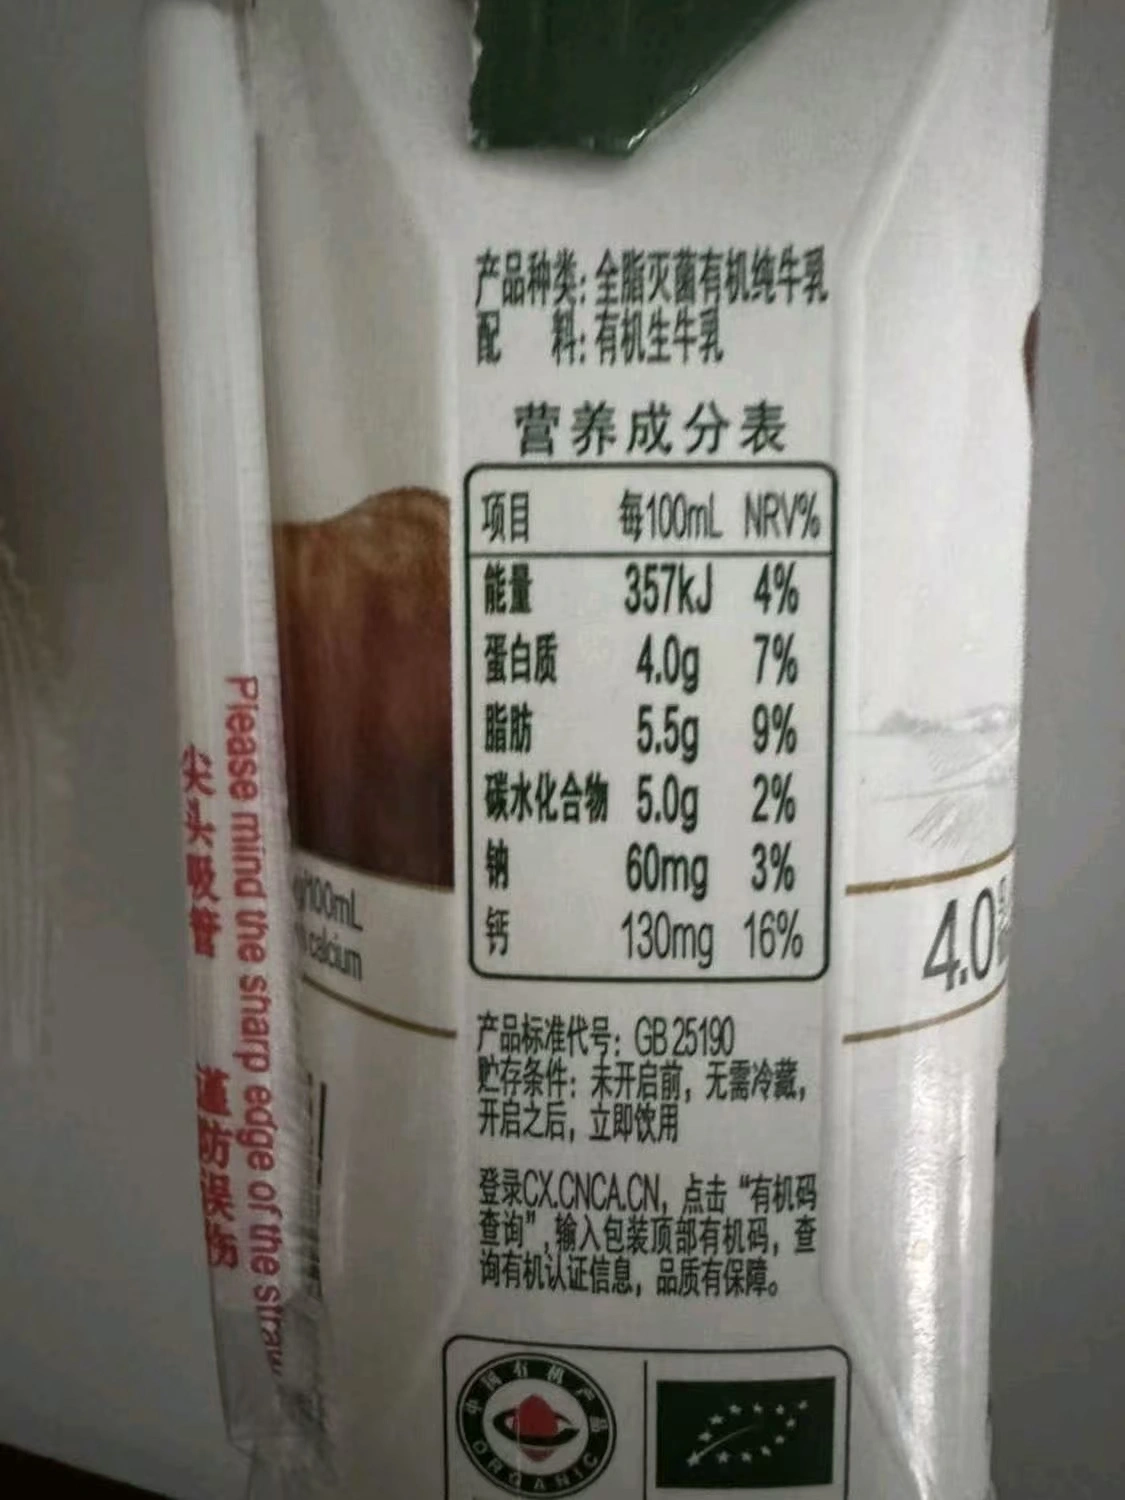 产品种类：全脂灭菌有机纯牛乳
配 料：有机生牛乳
营养成分表
项目 每100mL NRV%
能量 357kJ 4%
蛋白质 4.0g 7%
脂肪 5.5g 9%
碳水化合物 5.0g 2%
钠 60mg 3%
钙 130mg 16%
产品标准代号：GB 25190
贮存条件：未开启前，无需冷藏，
开启之后，立即饮用
登录CX.CNCA.CN，点击“有机码
查询”，输入包装顶部有机码，查
询有机认证信息，品质有保障。
中国有机产品
ORGANIC
Please mind the sharp edge of the straw
尖头吸管 谨防误伤
/100mL
calcium
4.0